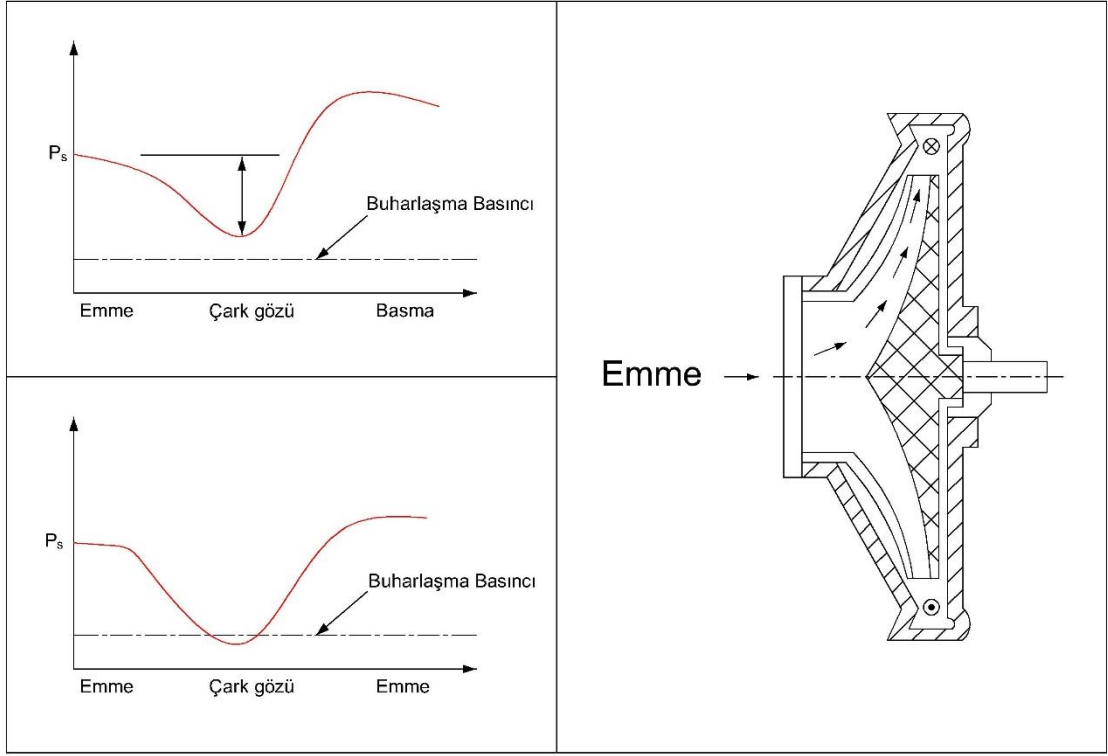 Ps
Buharlaşma Basıncı
Emme Çark gözü Basma
Ps
Buharlaşma Basıncı
Emme Çark gözü Emme
Emme